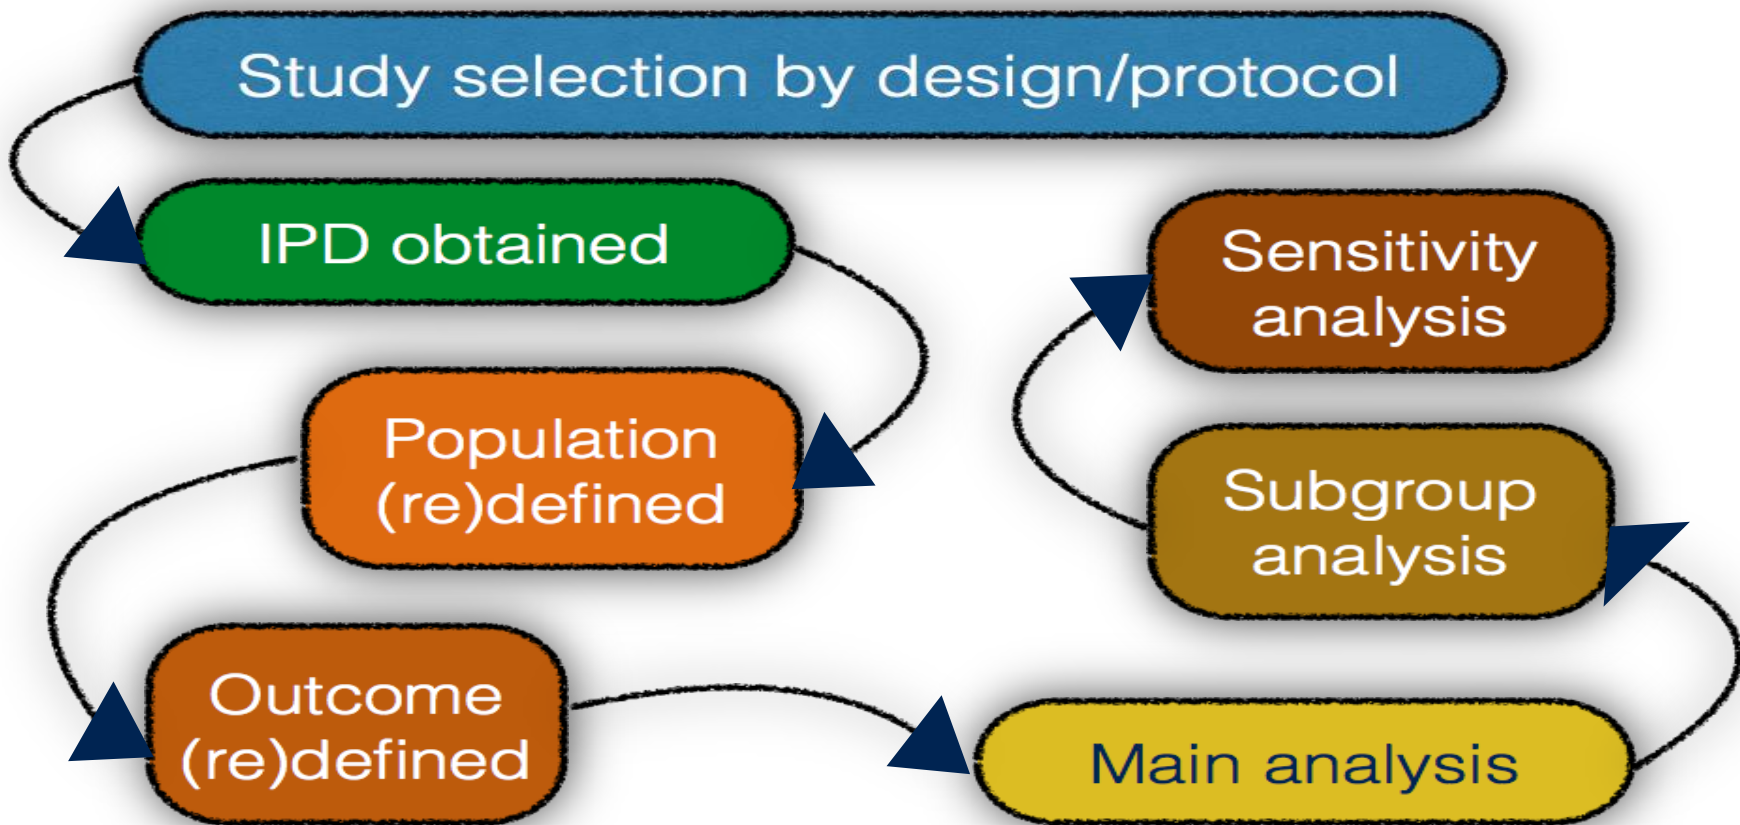 Study selection by design/protocol
IPD obtained
Population
(re)defined
Outcome
(re)defined
Main analysis
Subgroup
analysis
Sensitivity
analysis